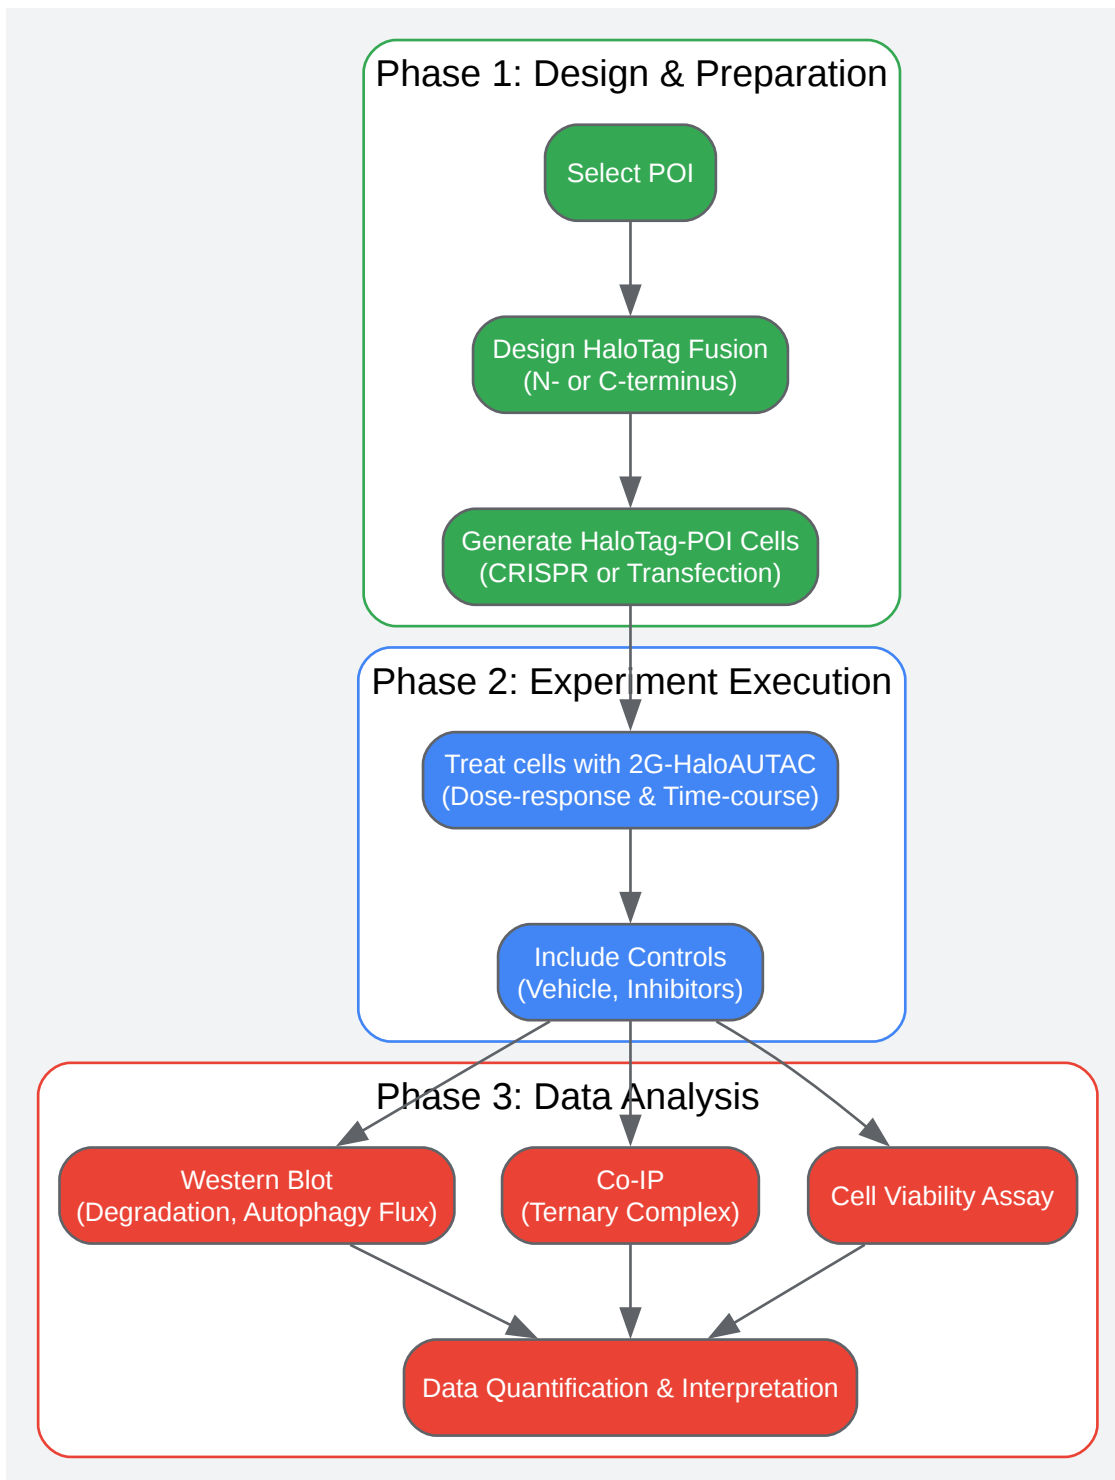 Phase 1: Design & Preparation
Select POI
Design HaloTag Fusion
(N- or C-terminus)
Generate HaloTag-POI Cells
(CRISPR or Transfection)
Phase 2: Experiment Execution
Treat cells with 2G-HaloAUTAC
(Dose-response & Time-course)
Include Controls
(Vehicle, Inhibitors)
Phase 3: Data Analysis
Western Blot
(Degradation, Autophagy Flux)
Co-IP
(Ternary Complex)
Cell Viability Assay
Data Quantification & Interpretation